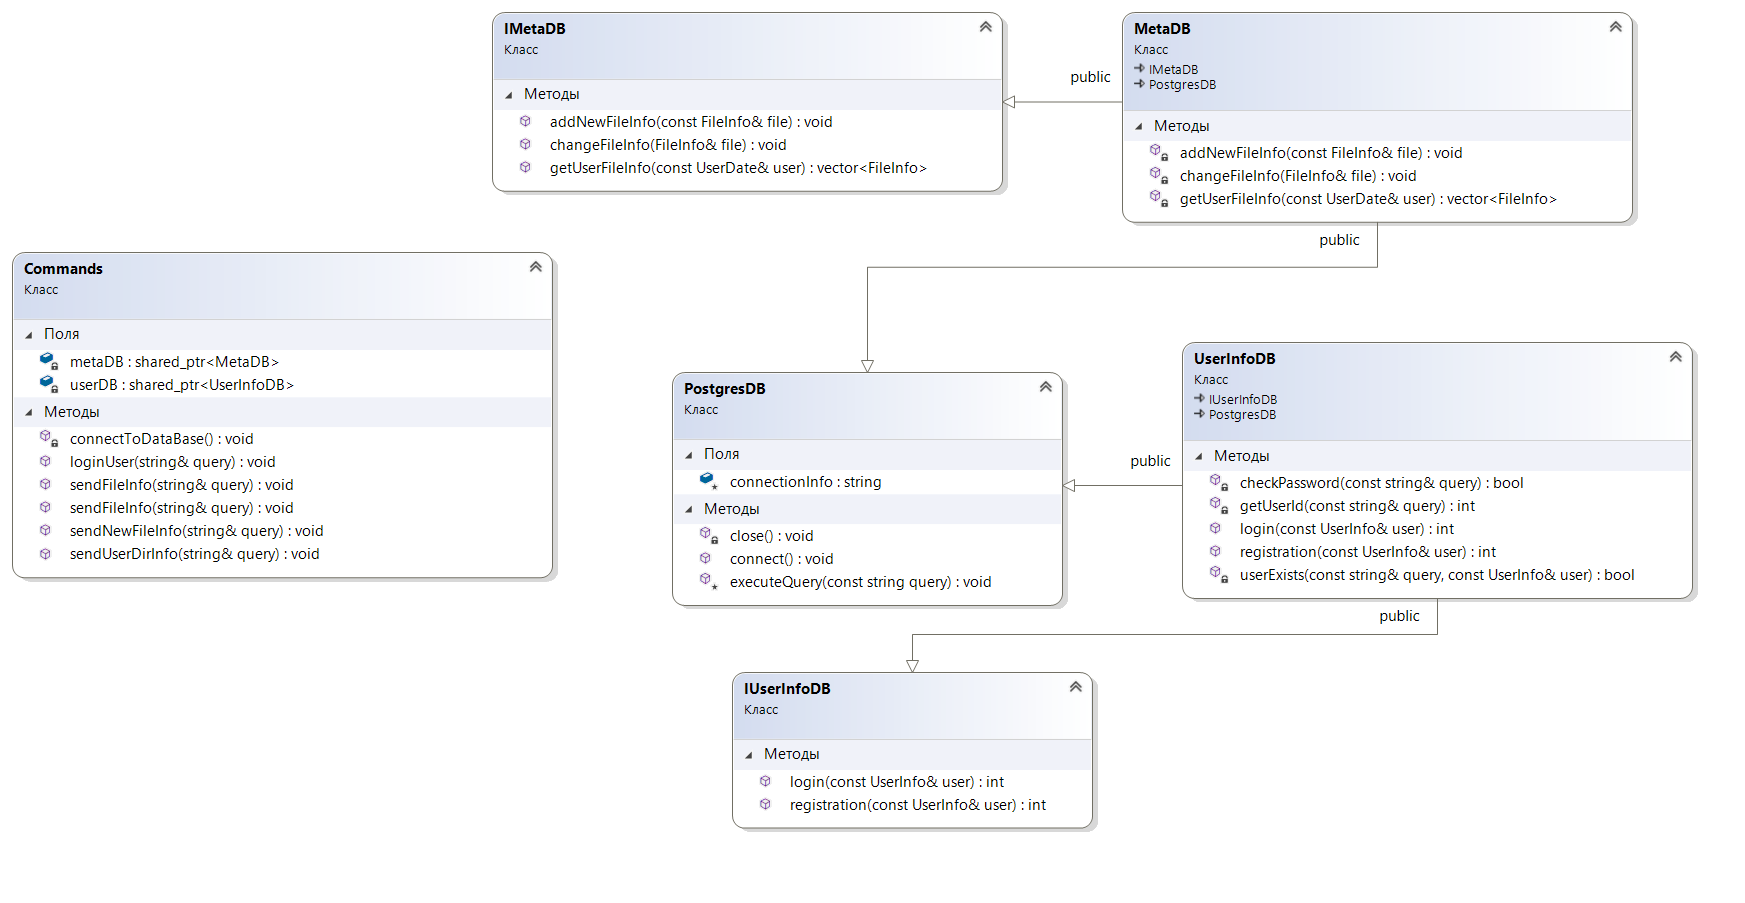 IMetaDB
Класс
Методы
addNewFileInfo(const FileInfo& file) : void
changeFileInfo(FileInfo& file) : void
getUserFileInfo(const UserDate& user) : vector<FileInfo>
public
MetaDB
Класс
IMetaDB
PostgresDB
Методы
addNewFileInfo(const FileInfo& file) : void
changeFileInfo(FileInfo& file) : void
getUserFileInfo(const UserDate& user) : vector<FileInfo>
public
Commands
Класс
Поля
metaDB : shared_ptr<MetaDB>
userDB : shared_ptr<UserInfoDB>
Методы
connectToDataBase() : void
loginUser(string& query) : void
sendFileInfo(string& query) : void
sendFileInfo(string& query) : void
sendNewFileInfo(string& query) : void
sendUserDirInfo(string& query) : void
PostgresDB
Класс
Поля
connectionInfo : string
Методы
close() : void
connect() : void
executeQuery(const string query) : void
public
UserInfoDB
Класс
IUserInfoDB
PostgresDB
Методы
checkPassword(const string& query) : bool
getUserId(const string& query) : int
login(const UserInfo& user) : int
registration(const UserInfo& user) : int
userExists(const string& query, const UserInfo& user) : bool
public
IUserInfoDB
Класс
Методы
login(const UserInfo& user) : int
registration(const UserInfo& user) : int